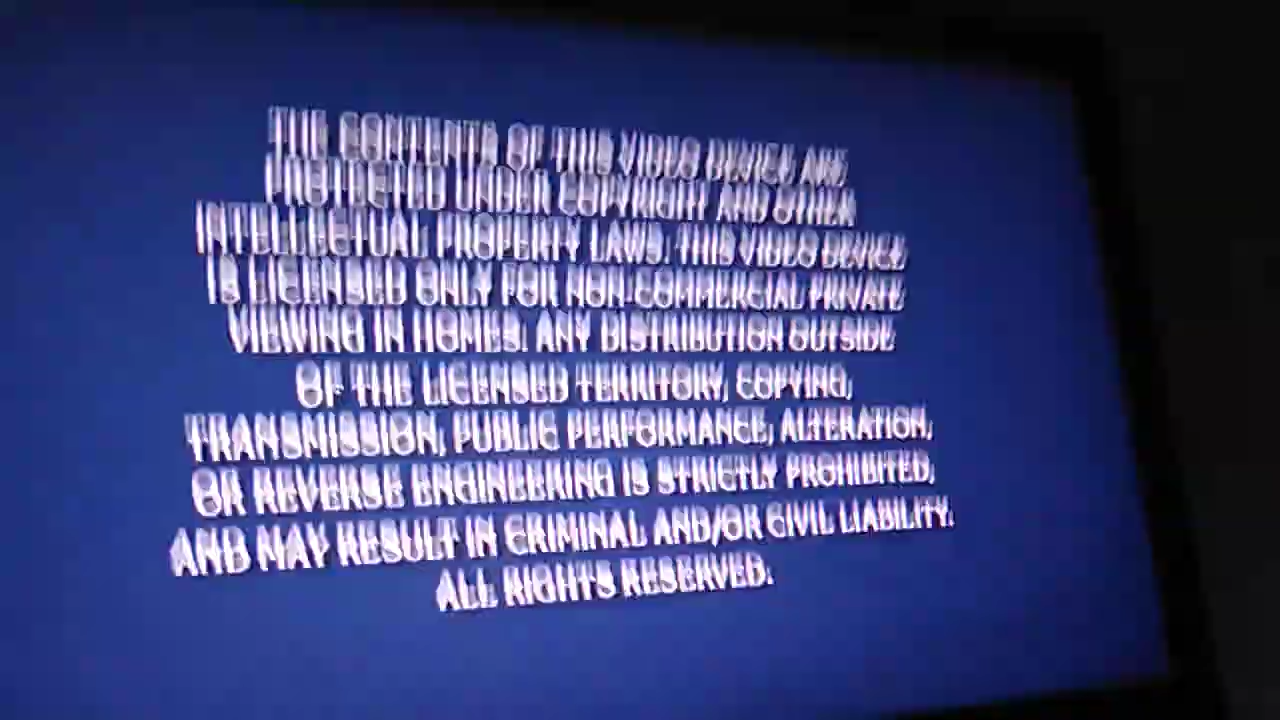 THE CONTENTS OF THIS VIDEO DEVICE ARE
PROTECTED UNDER COPYRIGHT AND OTHER
INTELLECTUAL PROPERTY LAWS. THIS VIDEO DEVICE
IS LICENSED ONLY FOR NON-COMMERCIAL PRIVATE
VIEWING IN HOMES. ANY DISTRIBUTION OUTSIDE
OF THE LICENSED TERRITORY, COPYING,
TRANSMISSION, PUBLIC PERFORMANCE, ALTERATION,
OR REVERSE ENGINEERING IS STRICTLY PROHIBITED,
AND MAY RESULT IN CRIMINAL AND/OR CIVIL LIABILITY.
ALL RIGHTS RESERVED.